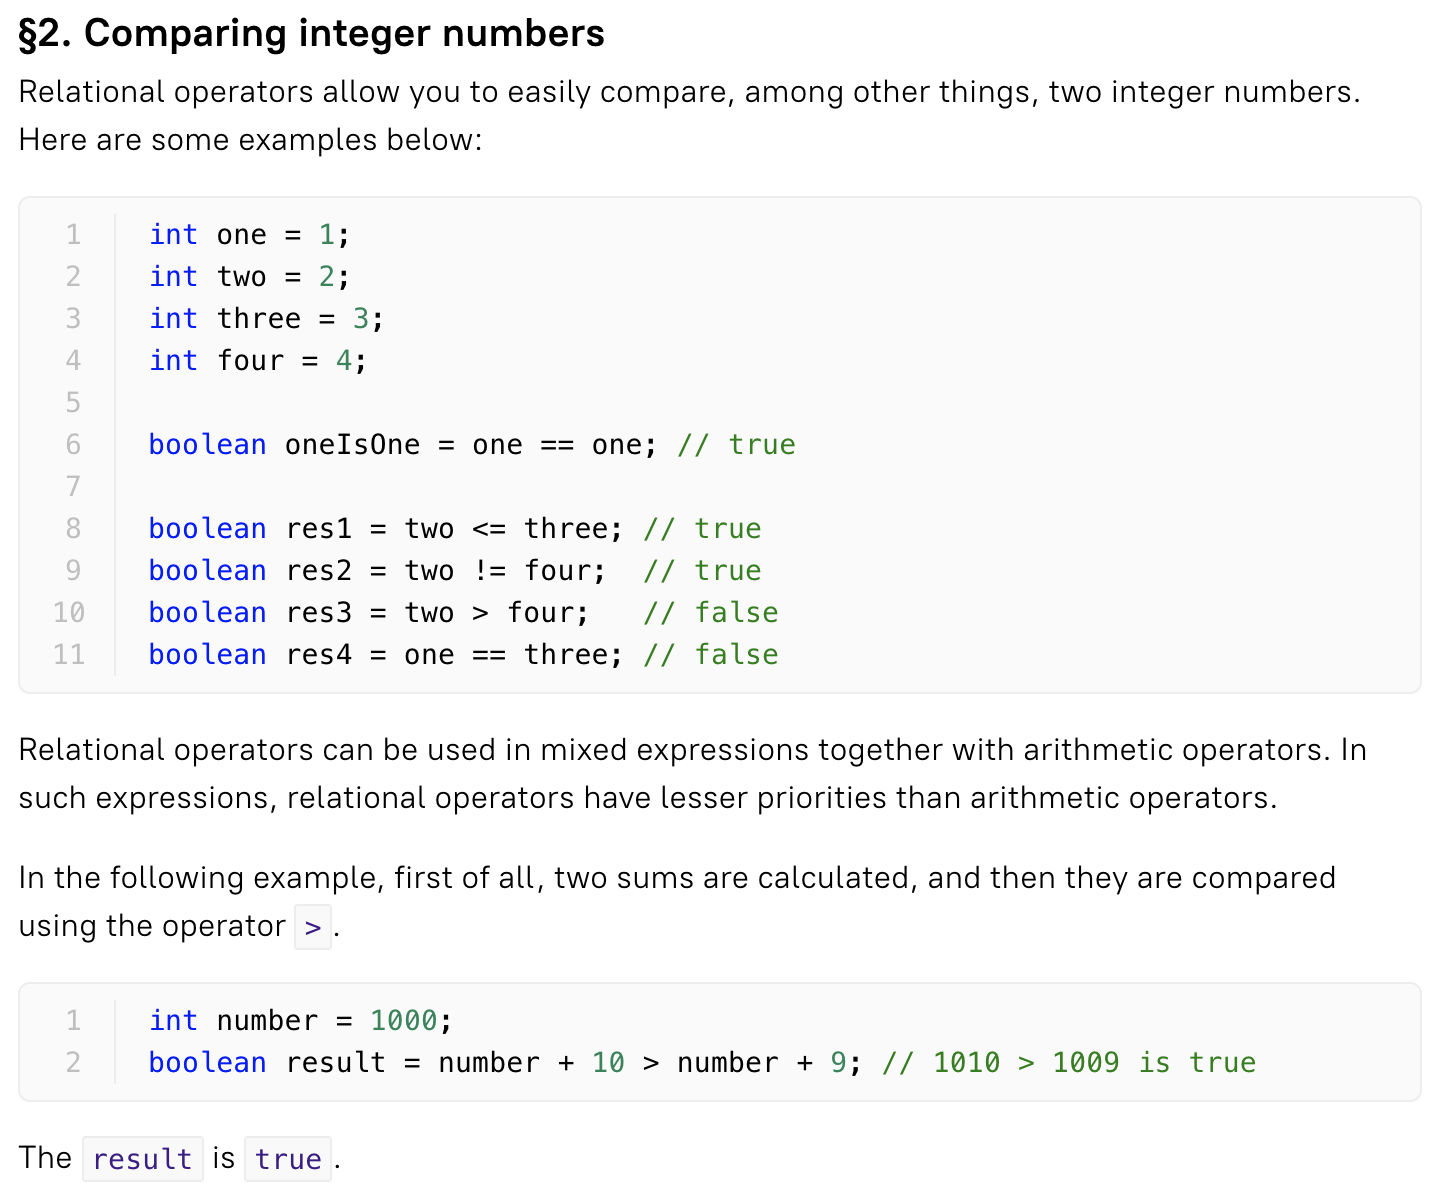 §2. Comparing integer numbers
Relational operators allow you to easily compare, among other things, two integer numbers.
Here are some examples below:
1 int one = 1;
2 int two = 2;
3 int three = 3;
4 int four = 4;
5
6 boolean oneIsOne = one == one; // true
7
8 boolean res1 = two <= three; // true
9 boolean res2 = two != four;  // true
10 boolean res3 = two > four;   // false
11 boolean res4 = one == three; // false
Relational operators can be used in mixed expressions together with arithmetic operators. In
such expressions, relational operators have lesser priorities than arithmetic operators.
In the following example, first of all, two sums are calculated, and then they are compared
using the operator > .
1 int number = 1000;
2 boolean result = number + 10 > number + 9; // 1010 > 1009 is true
The result is true .